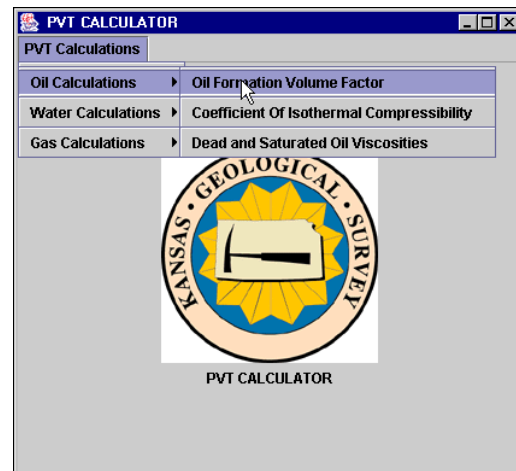 PVT CALCULATOR
PVT Calculations
Oil Calculations
Oil Formation Volume Factor
Water Calculations
Coefficient Of Isothermal Compressibility
Gas Calculations
Dead and Saturated Oil Viscosities
KANSAS • GEOLOGICAL • SURVEY
PVT CALCULATOR